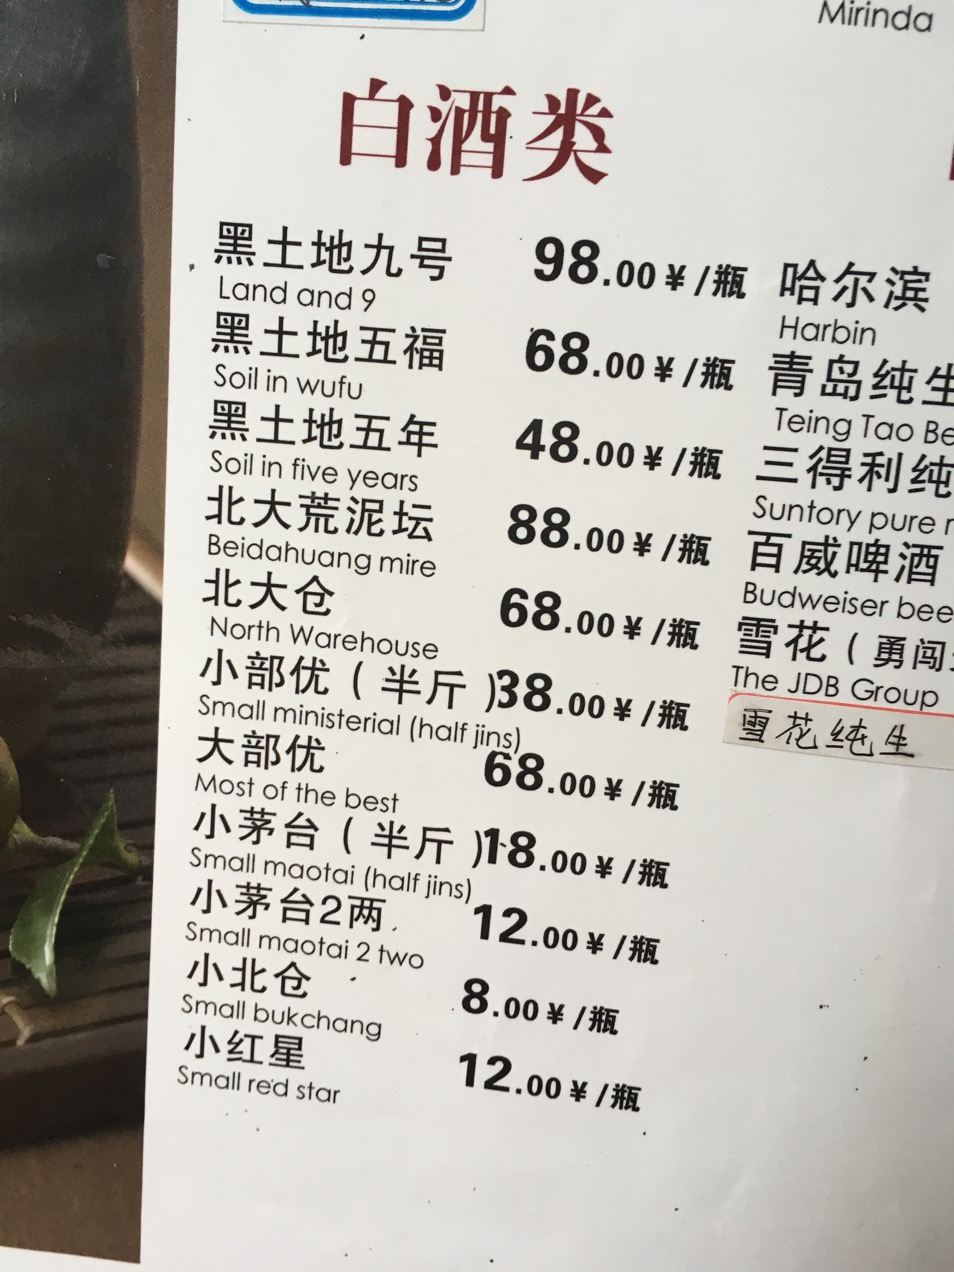 Mirinda
白酒类
黑土地九号 98.00¥/瓶
Land and 9
黑土地五福 68.00¥/瓶
Soil in wufu
黑土地五年 48.00¥/瓶
Soil in five years
北大荒泥坛 88.00¥/瓶
Beidahuang mire
北大仓 68.00¥/瓶
North Warehouse
小部优（半斤）38.00¥/瓶
Small ministerial (half jins)
大部优 68.00¥/瓶
Most of the best
小茅台（半斤）18.00¥/瓶
Small maotai (half jins)
小茅台2两 12.00¥/瓶
Small maotai 2 two
小北仓 8.00¥/瓶
Small bukchang
小红星 12.00¥/瓶
Small red star
哈尔滨
Harbin
青岛纯生
Teing Tao Be
三得利纯
Suntory pure
百威啤酒
Budweiser bee
雪花（勇闯
The JDB Group
雪花纯生